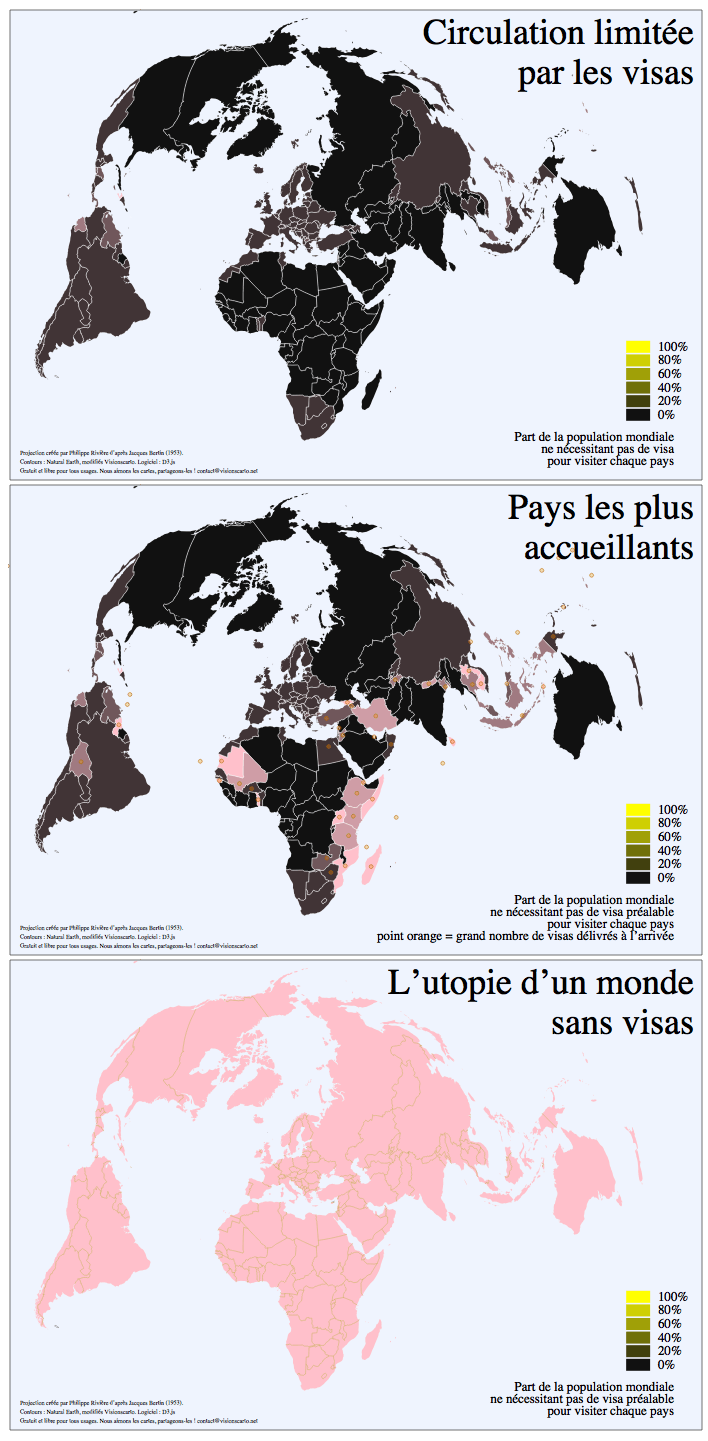 Circulation limitée
par les visas
100%
80%
60%
40%
20%
0%
Part de la population mondiale
ne nécessitant pas de visa
pour visiter chaque pays
Projection créée par Philippe Rivière d'après Jacques Bertin (1953).
Contours : Natural Earth, modifiés Visionscarto. Logiciel : D3.js
Gratuit et libre pour tous usages. Nous aimons les cartes, partageons-les ! contact@visionscarto.net
Pays les plus
accueillants
100%
80%
60%
40%
20%
0%
Part de la population mondiale
ne nécessitant pas de visa préalable
pour visiter chaque pays
point orange = grand nombre de visas délivrés à l'arrivée
Projection créée par Philippe Rivière d'après Jacques Bertin (1953).
Contours : Natural Earth, modifiés Visionscarto. Logiciel : D3.js
Gratuit et libre pour tous usages. Nous aimons les cartes, partageons-les ! contact@visionscarto.net
L'utopie d'un monde
sans visas
100%
80%
60%
40%
20%
0%
Part de la population mondiale
ne nécessitant pas de visa préalable
pour visiter chaque pays
Projection créée par Philippe Rivière d'après Jacques Bertin (1953).
Contours : Natural Earth, modifiés Visionscarto. Logiciel : D3.js
Gratuit et libre pour tous usages. Nous aimons les cartes, partageons-les ! contact@visionscarto.net